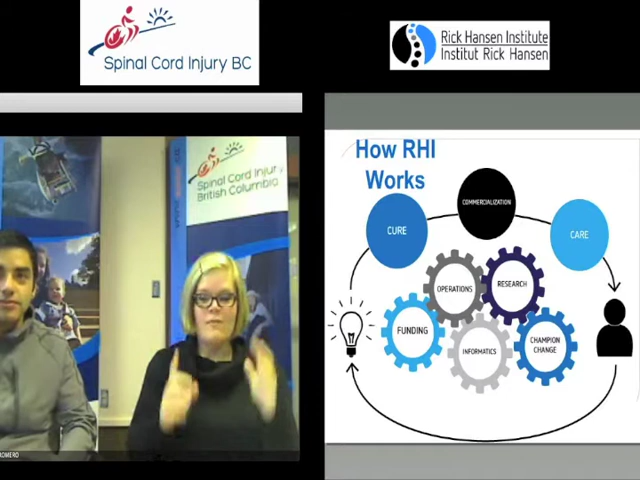 Spinal Cord Injury BC
Rick Hansen Institute
Institut Rick Hansen
Spinal Cord Injury
British Columbia
ROMERO
How RHI
Works
COMMERCIALIZATION
CURE
CARE
OPERATIONS
RESEARCH
FUNDING
INFORMATICS
CHAMPION
CHANGE